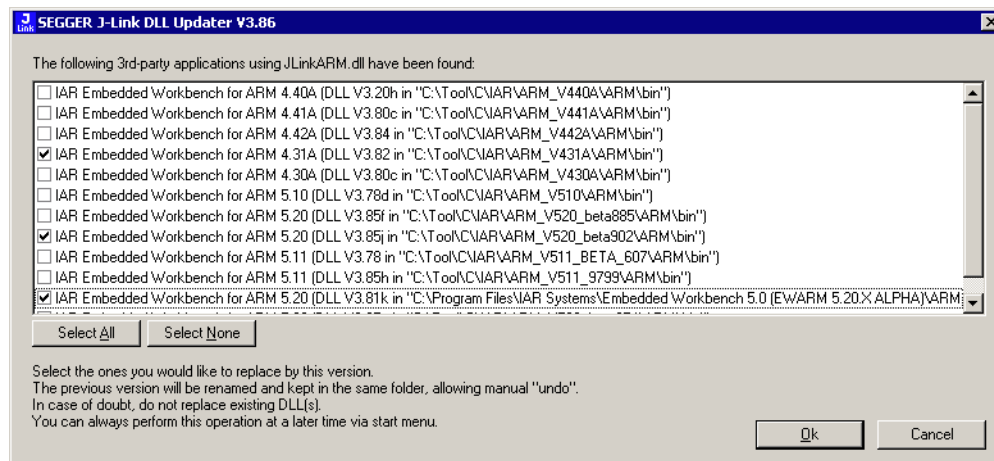 J Link SEGGER J-Link DLL Updater V3.86
The following 3rd-party applications using JLinkARM.dll have been found:
IAR Embedded Workbench for ARM 4.40A (DLL V3.20h in "C:\Tool\C\IAR\ARM_V440A\ARM\bin")
IAR Embedded Workbench for ARM 4.41A (DLL V3.80c in "C:\Tool\C\IAR\ARM_V441A\ARM\bin")
IAR Embedded Workbench for ARM 4.42A (DLL V3.84 in "C:\Tool\C\IAR\ARM_V442A\ARM\bin")
IAR Embedded Workbench for ARM 4.31A (DLL V3.82 in "C:\Tool\C\IAR\ARM_V431A\ARM\bin")
IAR Embedded Workbench for ARM 4.30A (DLL V3.80c in "C:\Tool\C\IAR\ARM_V430A\ARM\bin")
IAR Embedded Workbench for ARM 5.10 (DLL V3.78d in "C:\Tool\C\IAR\ARM_V510\ARM\bin")
IAR Embedded Workbench for ARM 5.20 (DLL V3.85f in "C:\Tool\C\IAR\ARM_V520_beta885\ARM\bin")
IAR Embedded Workbench for ARM 5.20 (DLL V3.85j in "C:\Tool\C\IAR\ARM_V520_beta902\ARM\bin")
IAR Embedded Workbench for ARM 5.11 (DLL V3.78 in "C:\Tool\C\IAR\ARM_V511_BETA_607\ARM\bin")
IAR Embedded Workbench for ARM 5.11 (DLL V3.85h in "C:\Tool\C\IAR\ARM_V511_9799\ARM\bin")
IAR Embedded Workbench for ARM 5.20 (DLL V3.81k in "C:\Program Files\IAR Systems\Embedded Workbench 5.0 (EWARM 5.20.X ALPHA)\ARM
Select All Select None
Select the ones you would like to replace by this version.
The previous version will be renamed and kept in the same folder, allowing manual "undo".
In case of doubt, do not replace existing DLL(s).
You can always perform this operation at a later time via start menu.
Ok Cancel